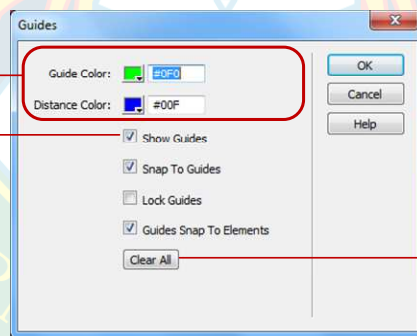 Guides
Guide Color: #0F0
Distance Color: #00F
Show Guides
Snap To Guides
Lock Guides
Guides Snap To Elements
Clear All
OK
Cancel
Help